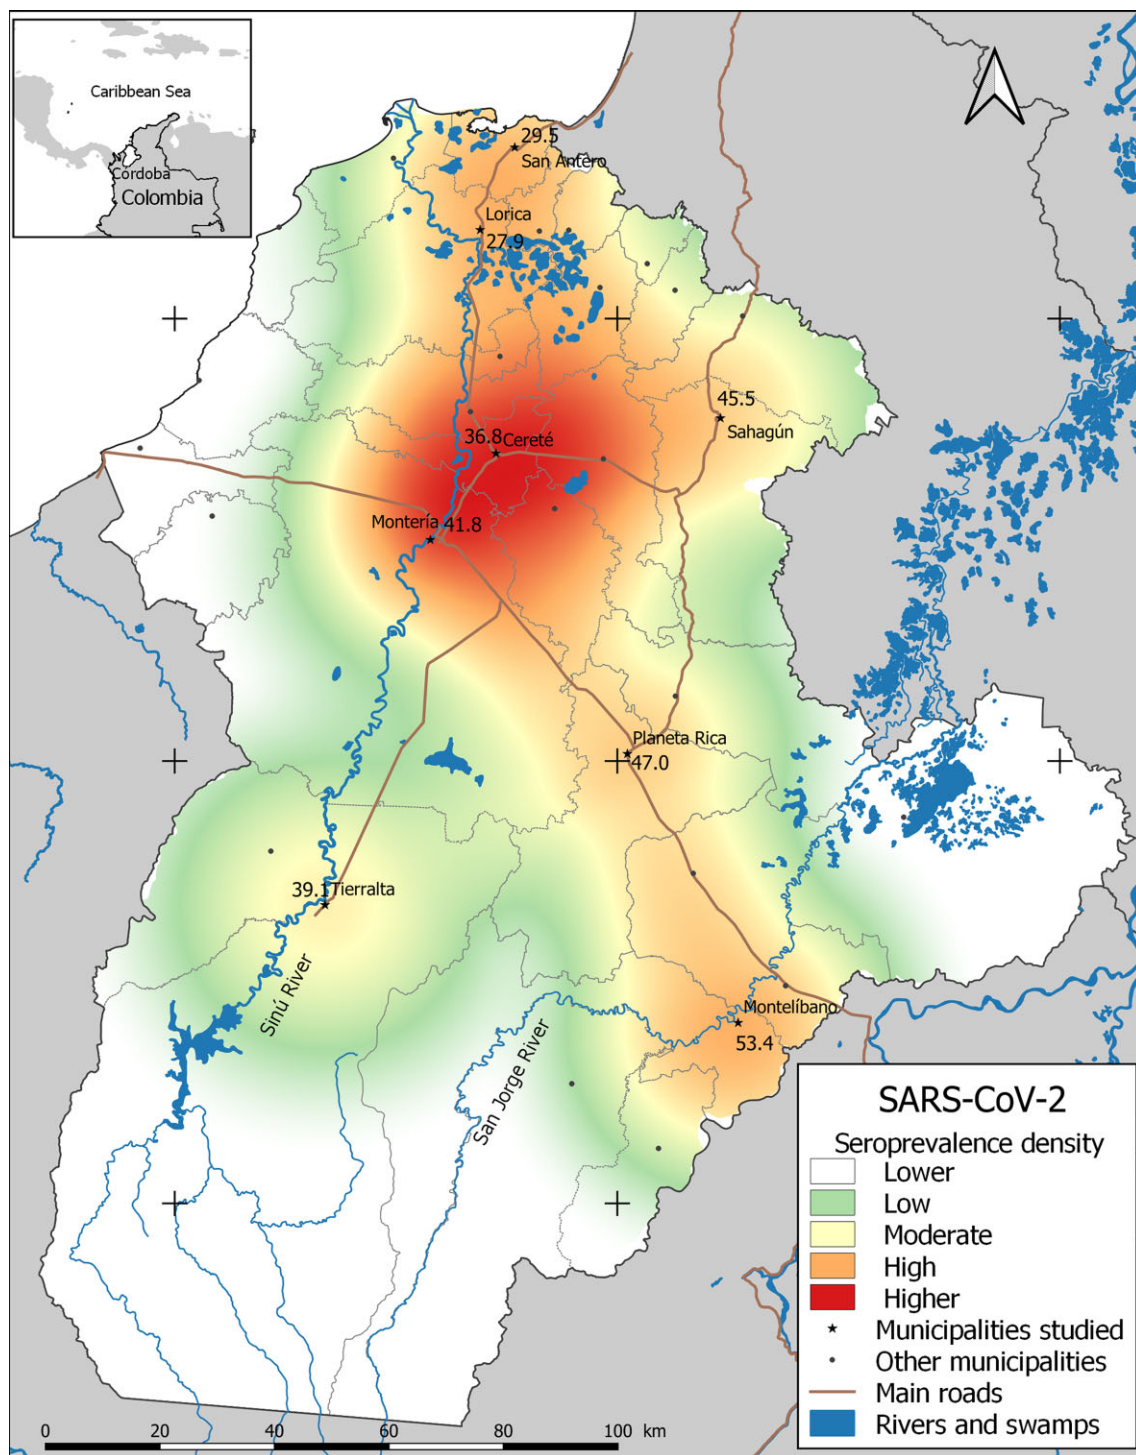 Caribbean Sea
Córdoba
Colombia
29.5
San Antero
Lorica
27.9
45.5
Sahagún
36.8
Cereté
Montería
41.8
Planeta Rica
47.0
39.1
Tierralta
Sinú River
San Jorge River
Montelíbano
53.4
SARS-CoV-2
Seroprevalence density
Lower
Low
Moderate
High
Higher
Municipalities studied
Other municipalities
Main roads
Rivers and swamps
0 20 40 60 80 100 km